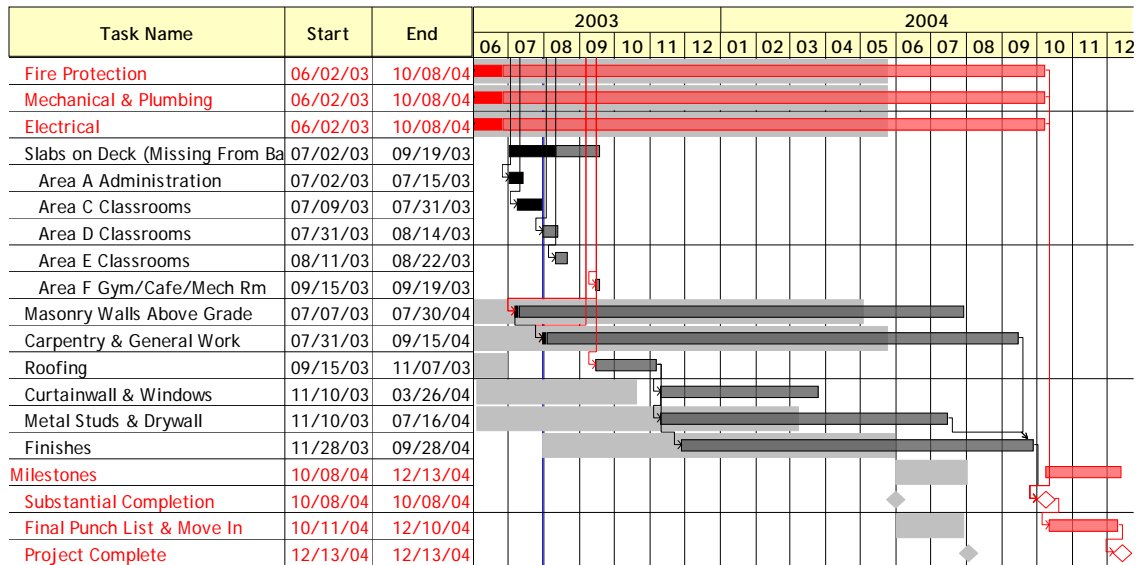 Task Name Start End 2003 2004
06 07 08 09 10 11 12 01 02 03 04 05 06 07 08 09 10 11 12
Fire Protection 06/02/03 10/08/04
Mechanical & Plumbing 06/02/03 10/08/04
Electrical 06/02/03 10/08/04
Slabs on Deck (Missing From Ba 07/02/03 09/19/03
Area A Administration 07/02/03 07/15/03
Area C Classrooms 07/09/03 07/31/03
Area D Classrooms 07/31/03 08/14/03
Area E Classrooms 08/11/03 08/22/03
Area F Gym/Cafe/Mech Rm 09/15/03 09/19/03
Masonry Walls Above Grade 07/07/03 07/30/04
Carpentry & General Work 07/31/03 09/15/04
Roofing 09/15/03 11/07/03
Curtainwall & Windows 11/10/03 03/26/04
Metal Studs & Drywall 11/10/03 07/16/04
Finishes 11/28/03 09/28/04
Milestones 10/08/04 12/13/04
Substantial Completion 10/08/04 10/08/04
Final Punch List & Move In 10/11/04 12/10/04
Project Complete 12/13/04 12/13/04